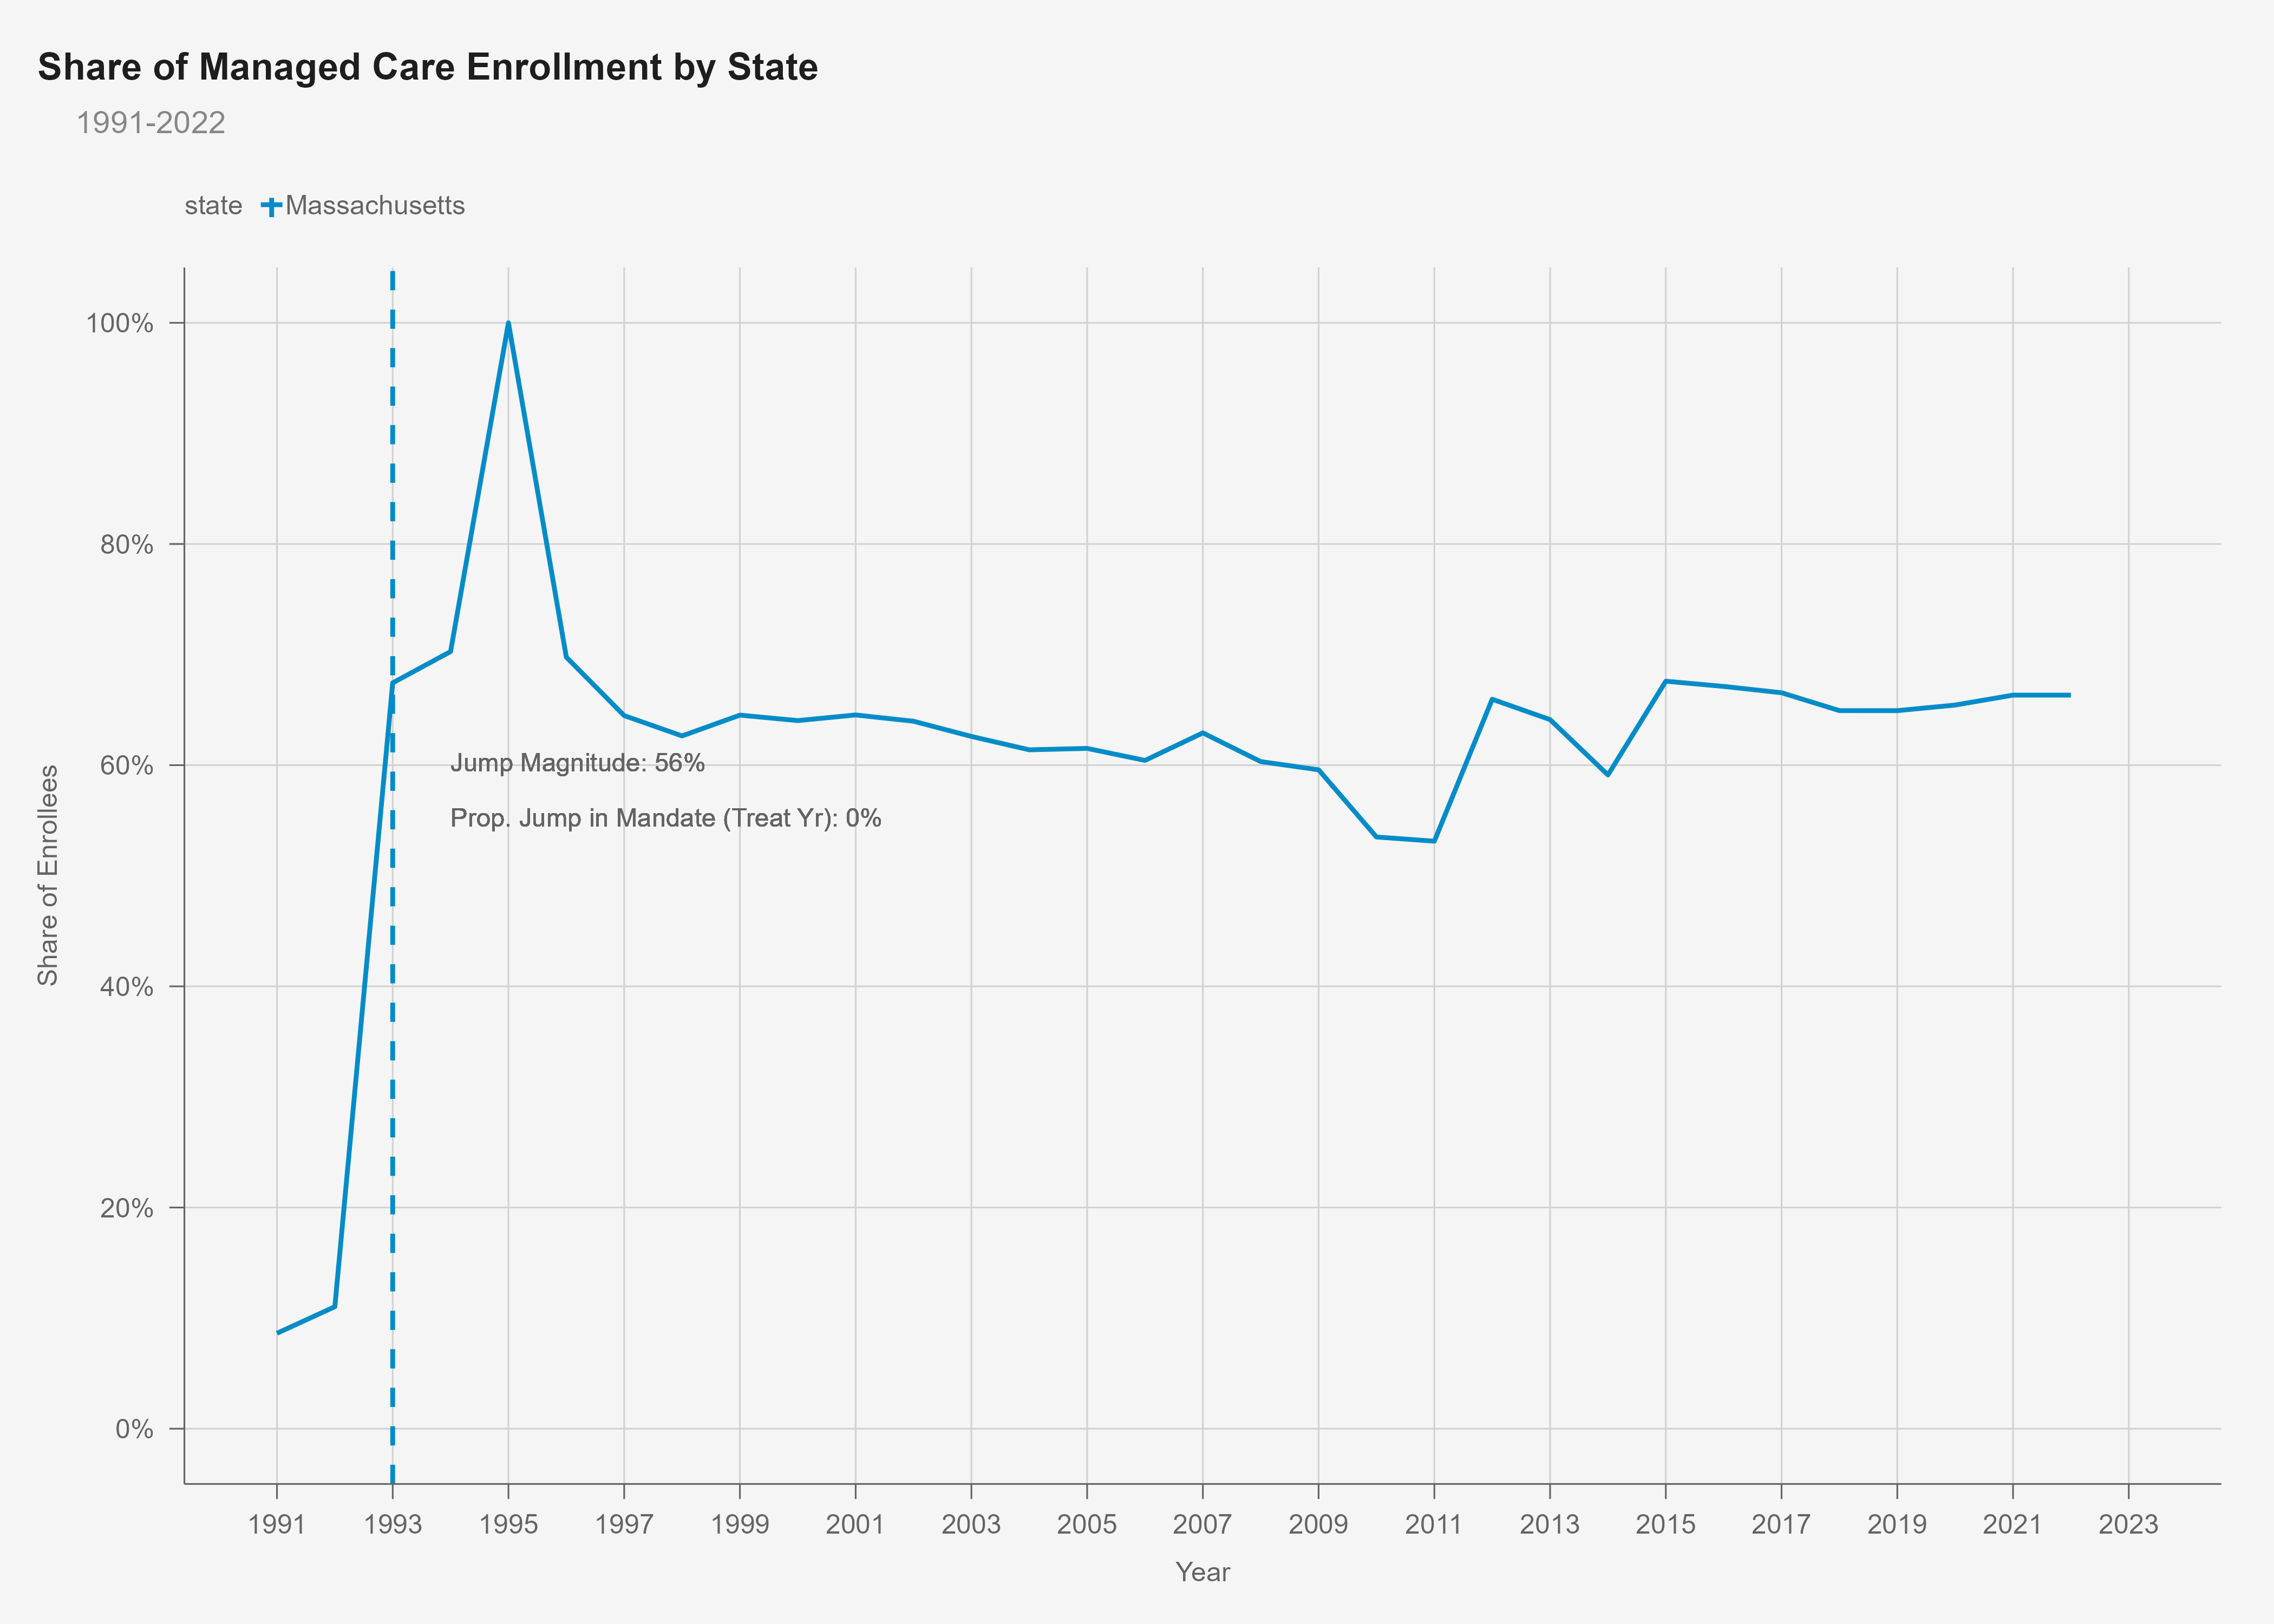 Share of Managed Care Enrollment by State
1991-2022
state Massachusetts
100%
80%
60%
40%
20%
0%
Share of Enrollees
Jump Magnitude: 56%
Prop. Jump in Mandate (Treat Yr): 0%
1991 1993 1995 1997 1999 2001 2003 2005 2007 2009 2011 2013 2015 2017 2019 2021 2023
Year